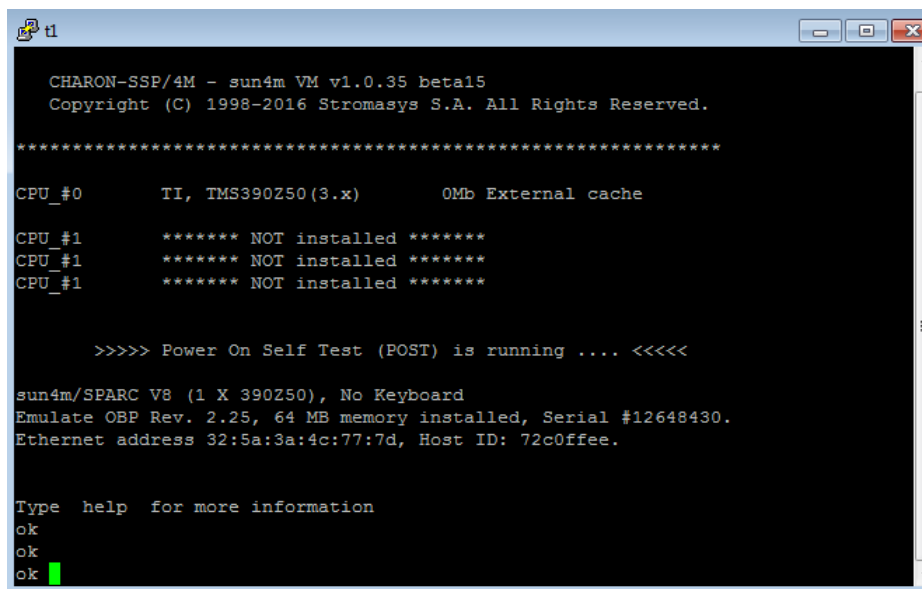 t1
CHARON-SSP/4M - sun4m VM v1.0.35 beta15
Copyright (C) 1998-2016 Stromasys S.A. All Rights Reserved.
****************************************************************
CPU_#0 TI, TMS390Z50(3.x) 0Mb External cache
CPU_#1 ******* NOT installed *******
CPU_#1 ******* NOT installed *******
CPU_#1 ******* NOT installed *******
>>>>> Power On Self Test (POST) is running .... <<<<<
sun4m/SPARC V8 (1 X 390Z50), No Keyboard
Emulate OBP Rev. 2.25, 64 MB memory installed, Serial #12648430.
Ethernet address 32:5a:3a:4c:77:7d, Host ID: 72c0ffee.
Type help for more information
ok
ok
ok